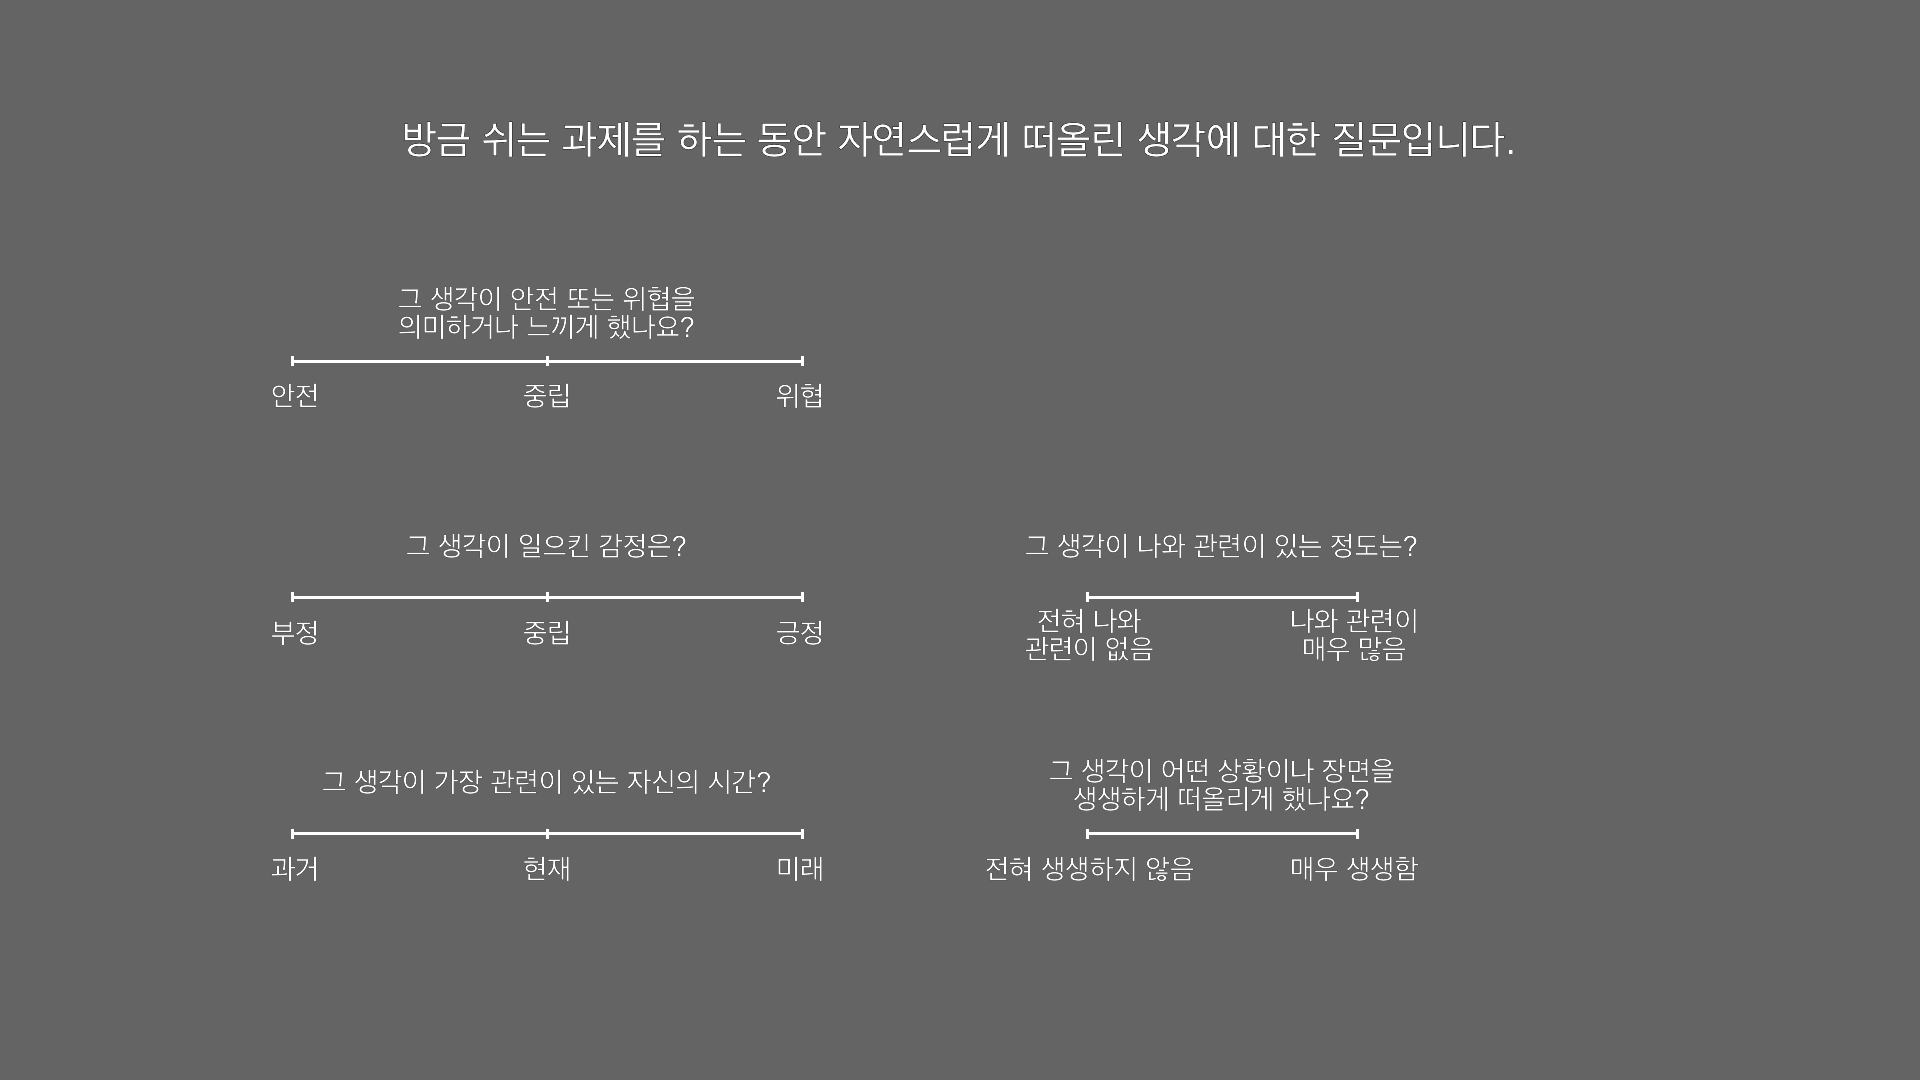 방금 쉬는 과제를 하는 동안 자연스럽게 떠올린 생각에 대한 질문입니다.
그 생각이 안전 또는 위협을
의미하거나 느끼게 했나요?
안전 중립 위협
그 생각이 일으킨 감정은?
부정 중립 긍정
그 생각이 나와 관련이 있는 정도는?
전혀 나와
관련이 없음
나와 관련이
매우 많음
그 생각이 가장 관련이 있는 자신의 시간?
과거 현재 미래
그 생각이 어떤 상황이나 장면을
생생하게 떠올리게 했나요?
전혀 생생하지 않음 매우 생생함